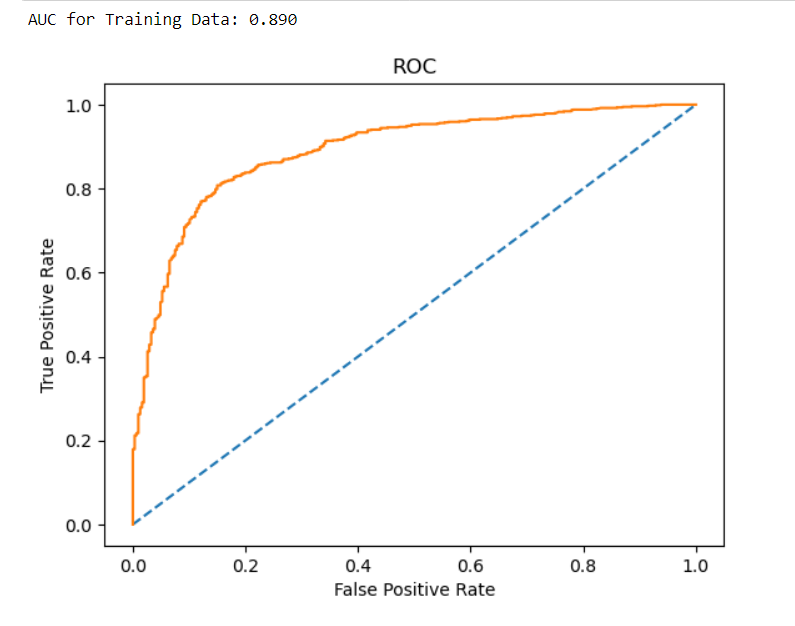 AUC for Training Data: 0.890
ROC
True Positive Rate
1.0
0.8
0.6
0.4
0.2
0.0
0.0 0.2 0.4 0.6 0.8 1.0
False Positive Rate